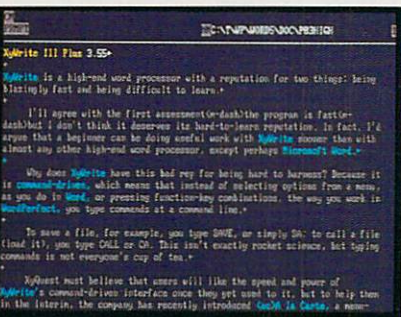 C:\TWP\WORDS\DOC\PB3HIGH
XyWrite III Plus 3.55+
XyWrite is a high-end word processor with a reputation for two things: being
blazingly fast and being difficult to learn.
I'll agree with the first assessment(m-dash)the program is fast(m-
dash)but I don't think it deserves its hard-to-learn reputation. In fact, I'd
argue that a beginner can be doing useful work with XyWrite sooner than with
almost any other high-end word processor, except perhaps Microsoft Word.
Why does XyWrite have this bad rep for being hard to harness? Because it
is command-driven, which means that instead of selecting options from a menu,
as you do in Word, or pressing function-key combinations, the way you work in
WordPerfect, you type commands at a command line.
To save a file, for example, you type SAVE, or simply SA; to call a file
(load it), you type CALL or CA. This isn't exactly rocket science, but typing
commands is not everyone's cup of tea.
XyQuest must believe that users will like the speed and power of
XyWrite's command-driven interface once they get used to it, but to help them
in the interim, the company has recently introduced la Carte, a menu-